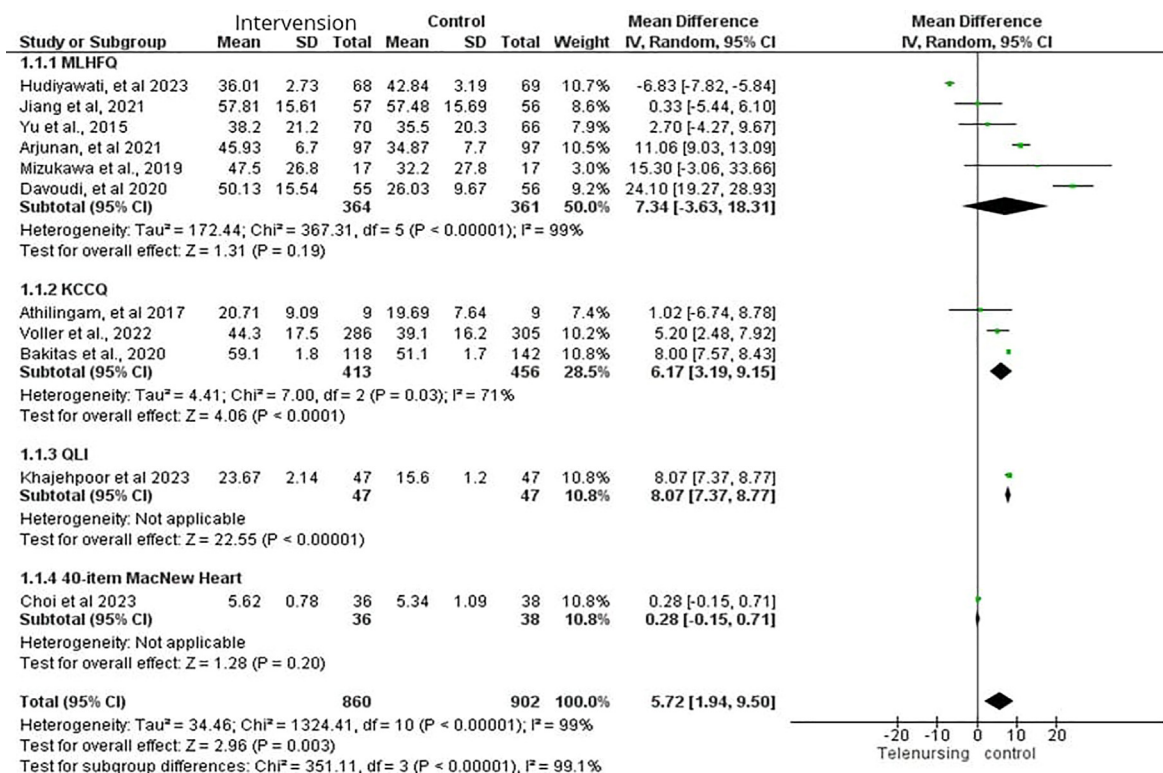 Intervension Control Mean Difference Mean Difference
Study or Subgroup Mean SD Total Mean SD Total Weight IV, Random, 95% CI IV, Random, 95% CI
1.1.1 MLHFQ
Hudiyawati, et al 2023 36.01 2.73 68 42.84 3.19 69 10.7% -6.83 [-7.82, -5.84]
Jiang et al, 2021 57.81 15.61 57 57.48 15.69 56 8.6% 0.33 [-5.44, 6.10]
Yu et al., 2015 38.2 21.2 70 35.5 20.3 66 7.9% 2.70 [-4.27, 9.67]
Arjunan, et al 2021 45.93 6.7 97 34.87 7.7 97 10.5% 11.06 [9.03, 13.09]
Mizukawa et al., 2019 47.5 26.8 17 32.2 27.8 17 3.0% 15.30 [-3.06, 33.66]
Davoudi, et al 2020 50.13 15.54 55 26.03 9.67 56 9.2% 24.10 [19.27, 28.93]
Subtotal (95% CI) 364 361 50.0% 7.34 [-3.63, 18.31]
Heterogeneity: Tau² = 172.44; Chi² = 367.31, df = 5 (P < 0.00001); I² = 99%
Test for overall effect: Z = 1.31 (P = 0.19)
1.1.2 KCCQ
Athilingam, et al 2017 20.71 9.09 9 19.69 7.64 9 7.4% 1.02 [-6.74, 8.78]
Voller et al., 2022 44.3 17.5 286 39.1 16.2 305 10.2% 5.20 [2.48, 7.92]
Bakitas et al., 2020 59.1 1.8 118 51.1 1.7 142 10.8% 8.00 [7.57, 8.43]
Subtotal (95% CI) 413 456 28.5% 6.17 [3.19, 9.15]
Heterogeneity: Tau² = 4.41; Chi² = 7.00, df = 2 (P = 0.03); I² = 71%
Test for overall effect: Z = 4.06 (P < 0.0001)
1.1.3 QLI
Khajehpoor et al 2023 23.67 2.14 47 15.6 1.2 47 10.8% 8.07 [7.37, 8.77]
Subtotal (95% CI) 47 47 10.8% 8.07 [7.37, 8.77]
Heterogeneity: Not applicable
Test for overall effect: Z = 22.55 (P < 0.00001)
1.1.4 40-item MacNew Heart
Choi et al 2023 5.62 0.78 36 5.34 1.09 38 10.8% 0.28 [-0.15, 0.71]
Subtotal (95% CI) 36 38 10.8% 0.28 [-0.15, 0.71]
Heterogeneity: Not applicable
Test for overall effect: Z = 1.28 (P = 0.20)
Total (95% CI) 860 902 100.0% 5.72 [1.94, 9.50]
Heterogeneity: Tau² = 34.46; Chi² = 1324.41, df = 10 (P < 0.00001); I² = 99%
Test for overall effect: Z = 2.96 (P = 0.003)
Test for subgroup differences: Chi² = 351.11, df = 3 (P < 0.00001), I² = 99.1%
-20 -10 0 10 20
Telenursing control